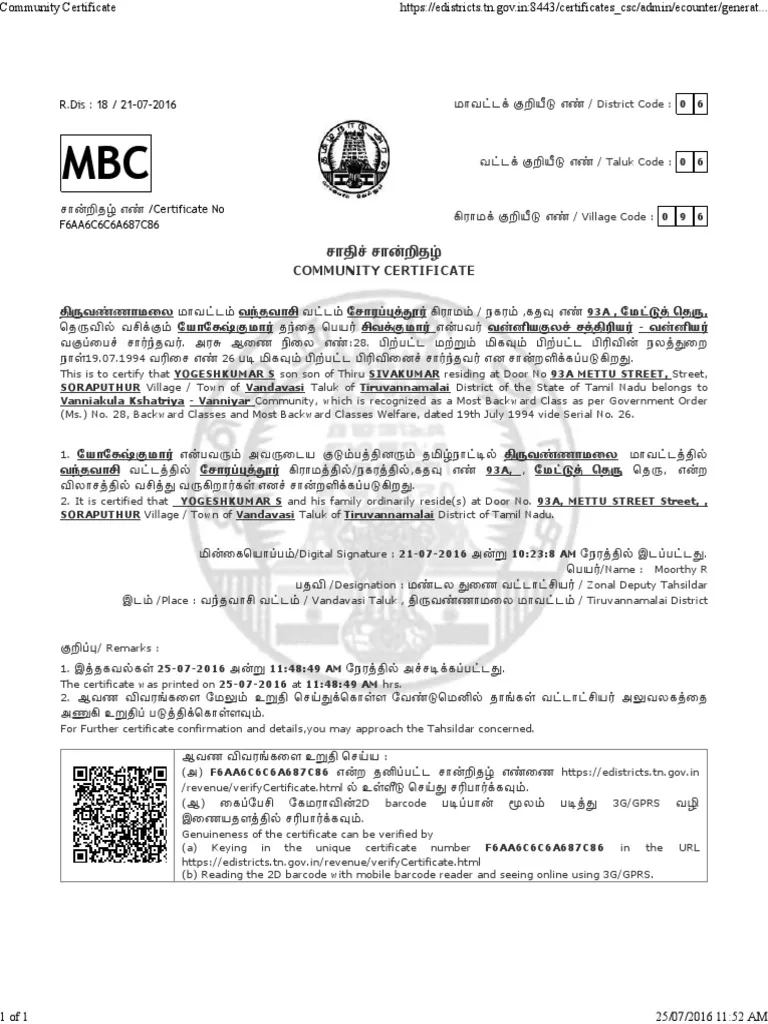 Community Certificate
https://edistricts.tn.gov.in:8443/certificates_csc/admin/ecounter/generat...
R.Dis : 18 / 21-07-2016
மாவட்டக் குறியீடு எண் / District Code : 0 6
MBC
வட்டக் குறியீடு எண் / Taluk Code : 0 6
சான்றிதழ் எண் /Certificate No
F6AA6C6C6A687C86
கிராமக் குறியீடு எண் / Village Code : 0 9 6
சாதிச் சான்றிதழ்
COMMUNITY CERTIFICATE
திருவண்ணாமலை மாவட்டம் வந்தவாசி வட்டம் சோரப்புத்தூர் கிராமம் / நகரம் ,கதவு எண் 93A , மேட்டுத் தெரு,
தெருவில் வசிக்கும் யோகேஷ்குமார் தந்தை பெயர் சிவக்குமார் என்பவர் வன்னியகுலச் சத்திரியர் - வன்னியர்
வகுப்பைச் சார்ந்தவர். அரசு ஆணை நிலை எண்:28. பிற்பட்ட மற்றும் மிகவும் பிற்பட்ட பிரிவின் நலத்துறை
நாள்19.07.1994 வரிசை எண் 26 படி மிகவும் பிற்பட்ட பிரிவினைச் சார்ந்தவர் என சான்றளிக்கப்படுகிறது.
This is to certify that YOGESHKUMAR S son son of Thiru SIVAKUMAR residing at Door No 93A METTU STREET, Street,
SORAPUTHUR Village / Town of Vandavasi Taluk of Tiruvannamalai District of the State of Tamil Nadu belongs to
Vanniakula Kshatriya - Vanniyar Community, which is recognized as a Most Backward Class as per Government Order
(Ms.) No. 28, Backward Classes and Most Backward Classes Welfare, dated 19th July 1994 vide Serial No. 26.
1. யோகேஷ்குமார் என்பவரும் அவருடைய குடும்பத்தினரும் தமிழ்நாட்டில் திருவண்ணாமலை மாவட்டத்தில்
வந்தவாசி வட்டத்தில் சோரப்புத்தூர் கிராமத்தில்/நகரத்தில்,கதவு எண் 93A, , மேட்டுத் தெரு தெரு, என்ற
விலாசத்தில் வசித்து வருகிறார்கள் எனச் சான்றளிக்கப்படுகிறது.
2. It is certified that YOGESHKUMAR S and his family ordinarily reside(s) at Door No. 93A, METTU STREET Street, ,
SORAPUTHUR Village / Town of Vandavasi Taluk of Tiruvannamalai District of Tamil Nadu.
மின்கையொப்பம்/Digital Signature : 21-07-2016 அன்று 10:23:8 AM நேரத்தில் இடப்பட்டது.
பெயர்/Name : Moorthy R
பதவி /Designation : மண்டல துணை வட்டாட்சியர் / Zonal Deputy Tahsildar
இடம் /Place : வந்தவாசி வட்டம் / Vandavasi Taluk , திருவண்ணாமலை மாவட்டம் / Tiruvannamalai District
குறிப்பு/ Remarks :
1. இத்தகவல்கள் 25-07-2016 அன்று 11:48:49 AM நேரத்தில் அச்சடிக்கப்பட்டது.
The certificate was printed on 25-07-2016 at 11:48:49 AM hrs.
2. ஆவண விவரங்களை மேலும் உறுதி செய்துக்கொள்ள வேண்டுமெனில் தாங்கள் வட்டாட்சியர் அலுவலகத்தை
அணுகி உறுதிப் படுத்திக்கொள்ளவும்.
For Further certificate confirmation and details,you may approach the Tahsildar concerned.
ஆவண விவரங்களை உறுதி செய்ய :
(அ) F6AA6C6C6A687C86 என்ற தனிப்பட்ட சான்றிதழ் எண்ணை https://edistricts.tn.gov.in
/revenue/verifyCertificate.html ல் உள்ளீடு செய்து சரிபார்க்கவும்.
(ஆ) கைப்பேசி கேமராவின்2D barcode படிப்பான் மூலம் படித்து 3G/GPRS வழி
இணையதளத்தில் சரிபார்க்கவும்.
Genuineness of the certificate can be verified by
(a) Keying in the unique certificate number F6AA6C6C6A687C86 in the URL
https://edistricts.tn.gov.in/revenue/verifyCertificate.html
(b) Reading the 2D barcode with mobile barcode reader and seeing online using 3G/GPRS.
1 of 1
25/07/2016 11:52 AM